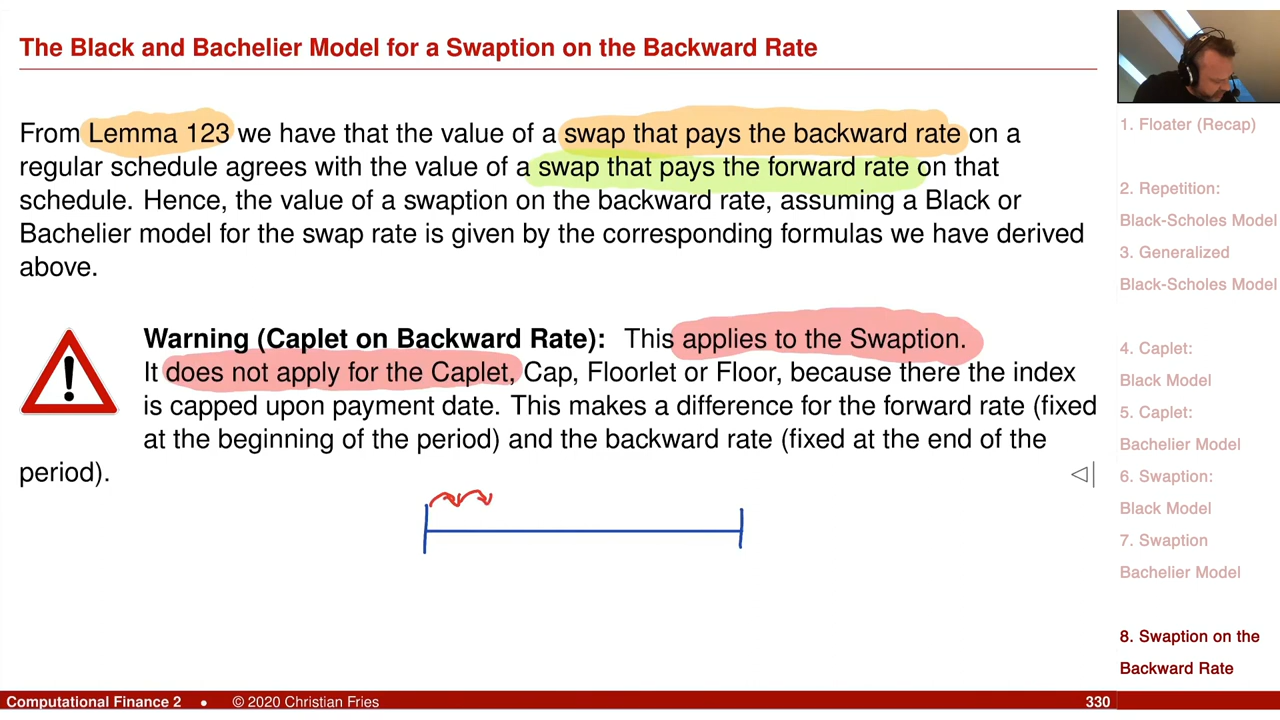 The Black and Bachelier Model for a Swaption on the Backward Rate
From Lemma 123 we have that the value of a swap that pays the backward rate on a
regular schedule agrees with the value of a swap that pays the forward rate on that
schedule. Hence, the value of a swaption on the backward rate, assuming a Black or
Bachelier model for the swap rate is given by the corresponding formulas we have derived
above.
Warning (Caplet on Backward Rate): This applies to the Swaption.
It does not apply for the Caplet, Cap, Floorlet or Floor, because there the index
is capped upon payment date. This makes a difference for the forward rate (fixed
at the beginning of the period) and the backward rate (fixed at the end of the
period).
1. Floater (Recap)
2. Repetition:
Black-Scholes Model
3. Generalized
Black-Scholes Model
4. Caplet:
Black Model
5. Caplet:
Bachelier Model
6. Swaption:
Black Model
7. Swaption
Bachelier Model
8. Swaption on the
Backward Rate
Computational Finance 2 • © 2020 Christian Fries 330